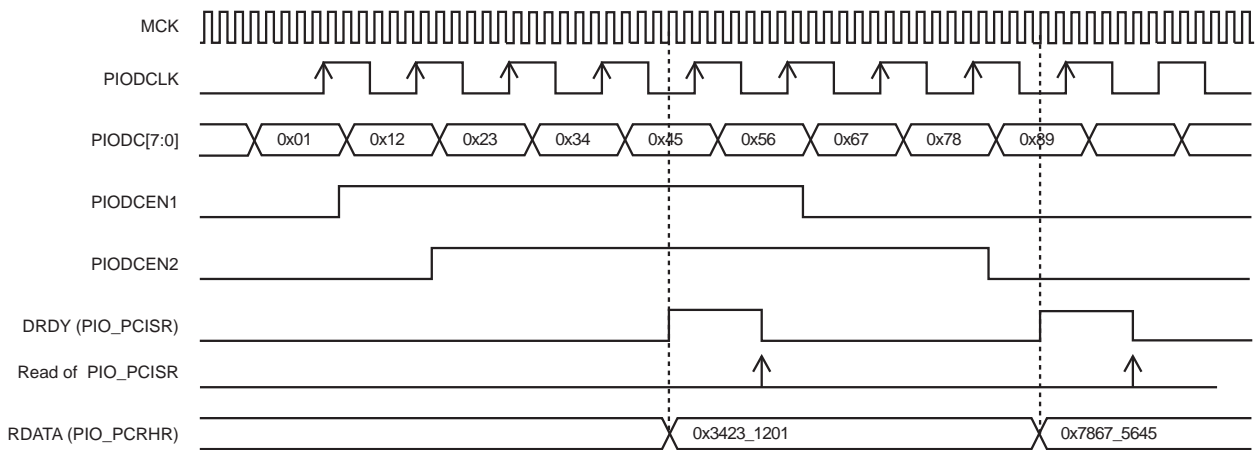 MCK
PIODCLK
PIODC[7:0] 0x01 0x12 0x23 0x34 0x45 0x56 0x67 0x78 0x89
PIODCEN1
PIODCEN2
DRDY (PIO_PCISR)
Read of PIO_PCISR
RDATA (PIO_PCRHR) 0x3423_1201 0x7867_5645